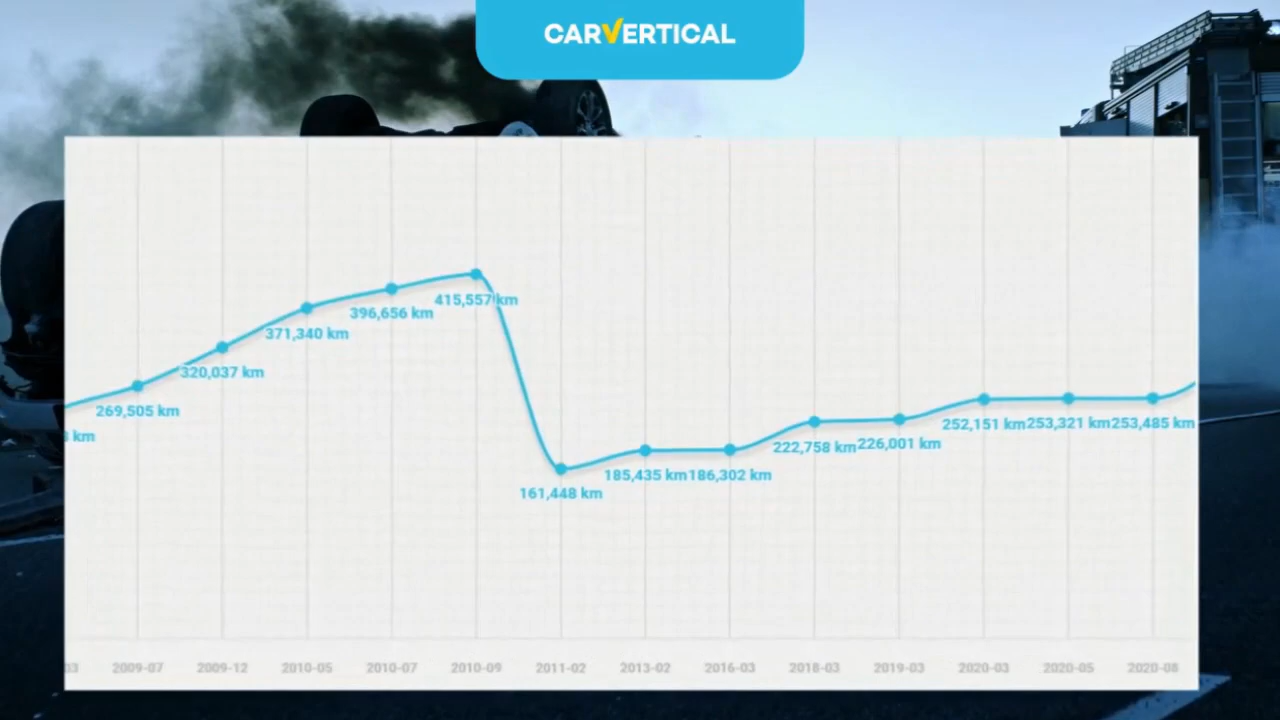 CARVERTICAL
415,557 km
396,656 km
371,340 km
320,037 km
269,505 km
km
252,151 km 253,321 km 253,485 km
222,758 km 226,001 km
185,435 km 186,302 km
161,448 km
03 2009-07 2009-12 2010-05 2010-07 2010-09 2011-02 2013-02 2016-03 2018-03 2019-03 2020-03 2020-05 2020-08